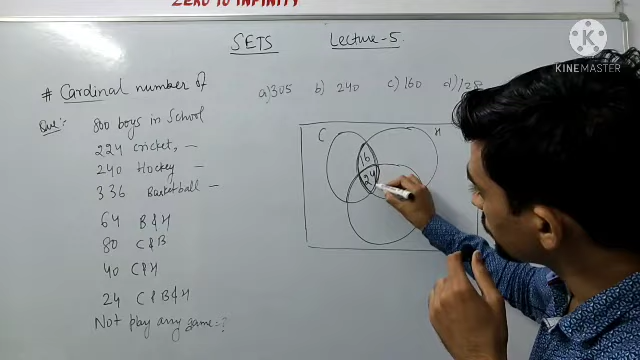 ZERO TO INFINITY
KINEMASTER
SETS Lecture-5.
# Cardinal number of
a) 305 b) 240 c) 160 d) 128
Que:- 800 boys in School
224 Cricket, -
240 Hockey -
336 Basketball -
64 B & H
80 C & B
40 C & H
24 C & B & H
Not play any game = ?
C H
16
24